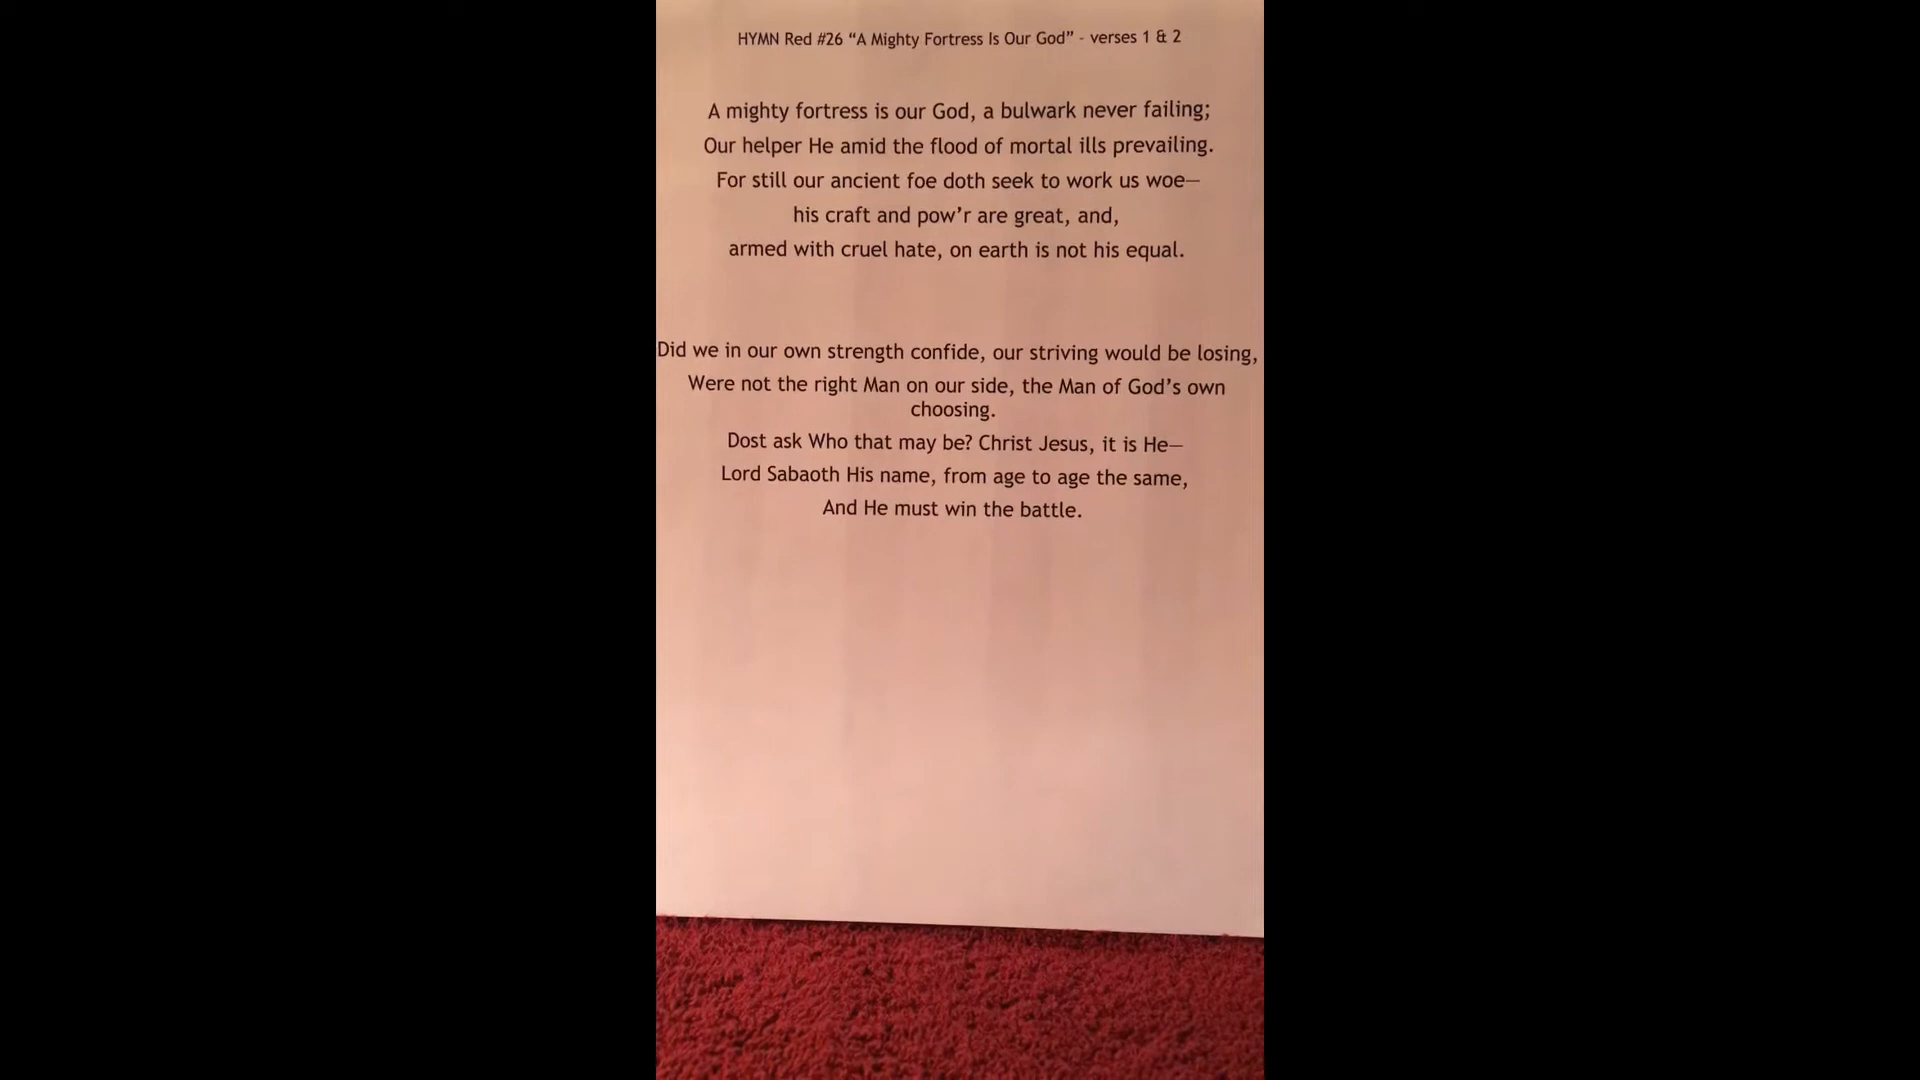 HYMN Red #26 “A Mighty Fortress Is Our God” - verses 1 & 2
A mighty fortress is our God, a bulwark never failing;
Our helper He amid the flood of mortal ills prevailing.
For still our ancient foe doth seek to work us woe—
his craft and pow’r are great, and,
armed with cruel hate, on earth is not his equal.
Did we in our own strength confide, our striving would be losing,
Were not the right Man on our side, the Man of God’s own
choosing.
Dost ask Who that may be? Christ Jesus, it is He—
Lord Sabaoth His name, from age to age the same,
And He must win the battle.